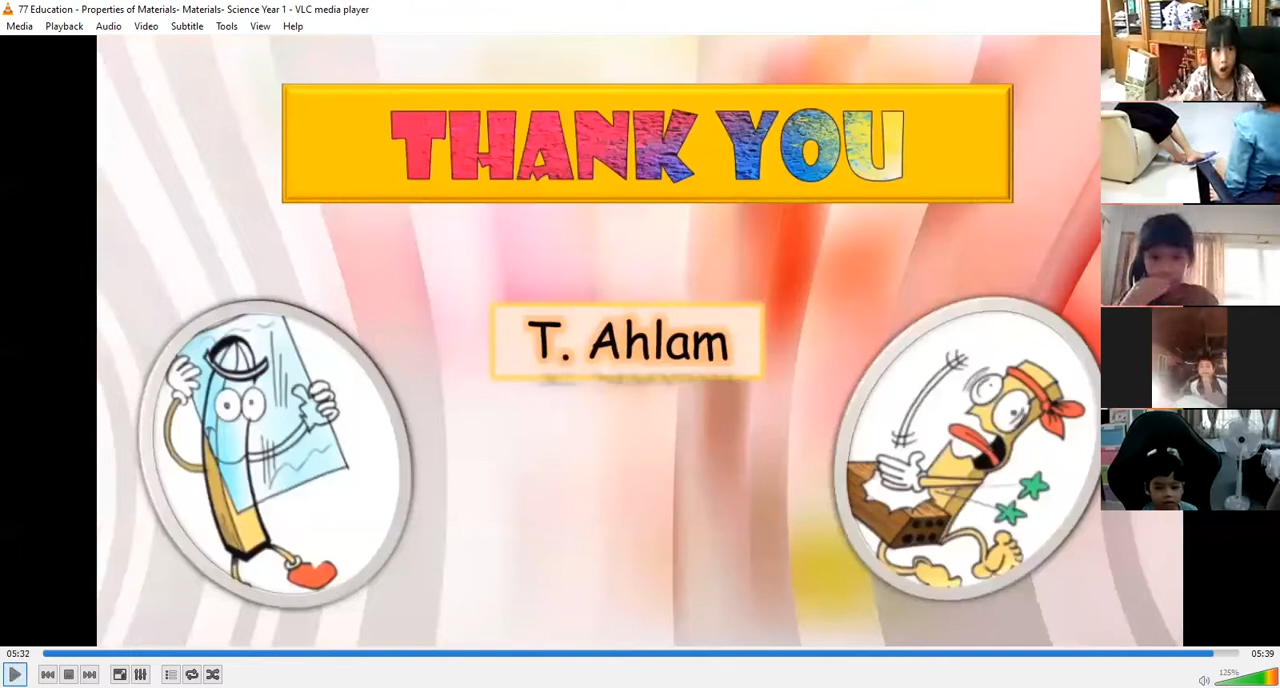 77 Education - Properties of Materials- Materials- Science Year 1 - VLC media player
Media Playback Audio Video Subtitle Tools View Help
THANK YOU
T. Ahlam
05:32
05:39
125%